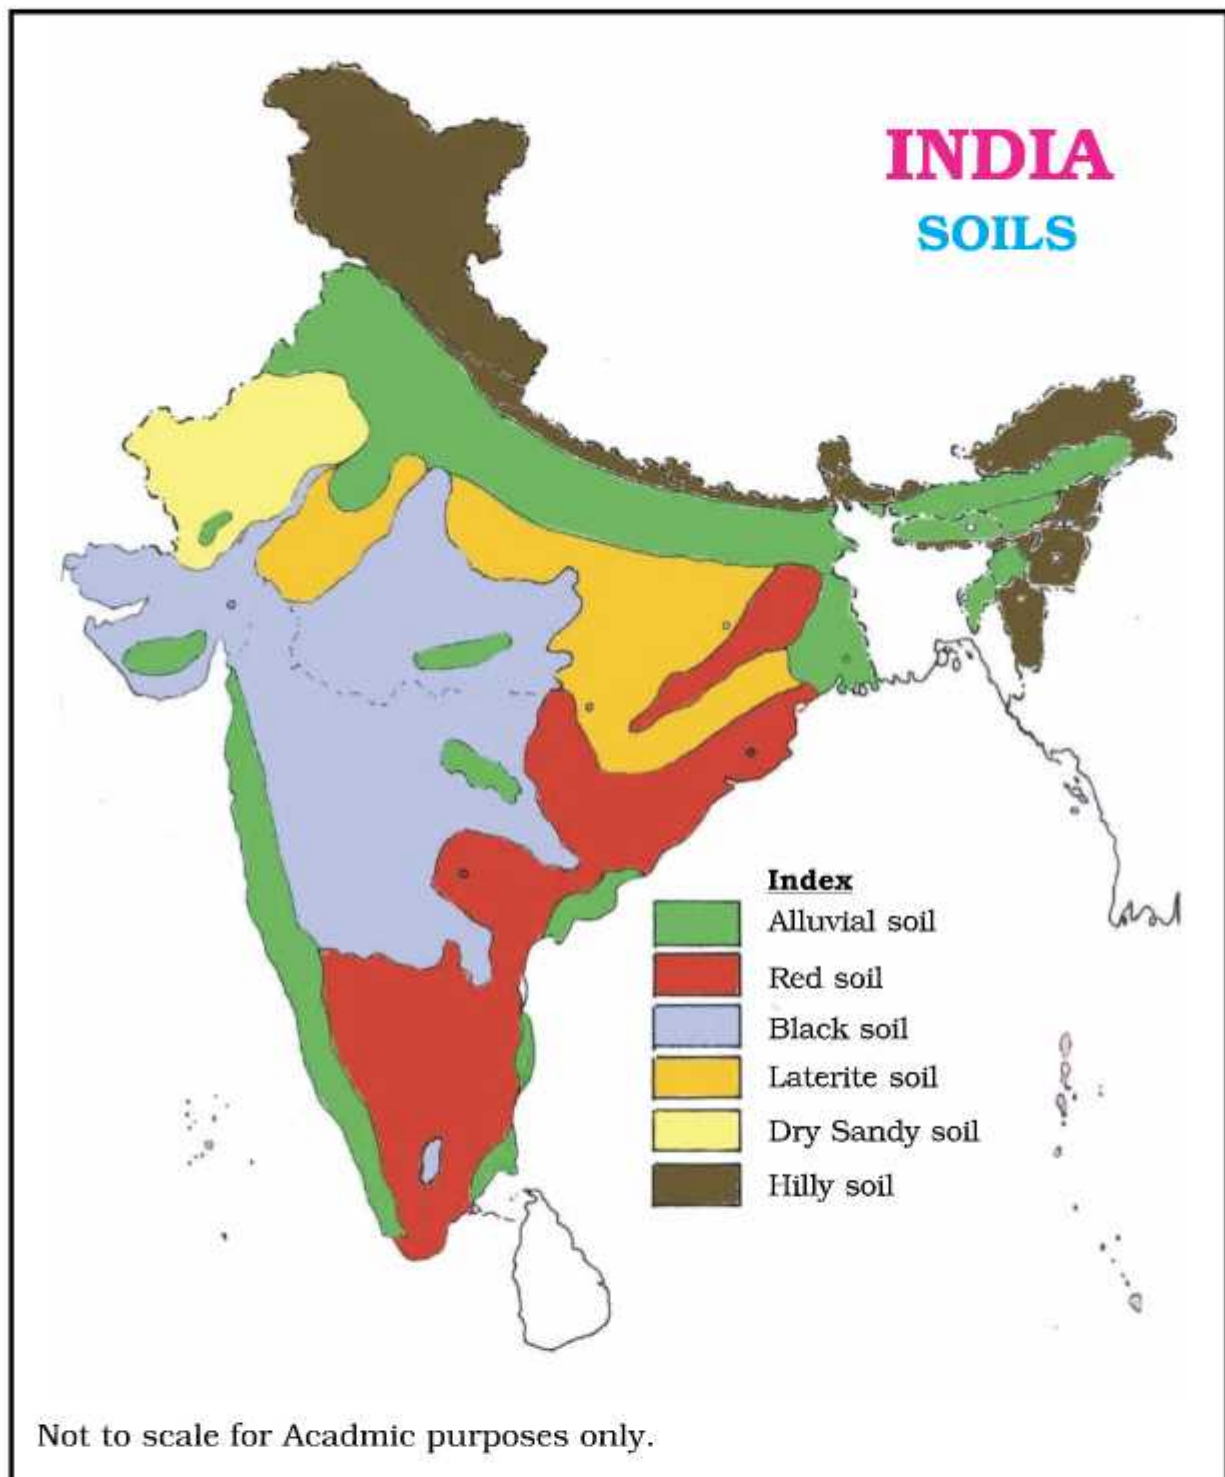 INDIA
SOILS
Index
Alluvial soil
Red soil
Black soil
Laterite soil
Dry Sandy soil
Hilly soil
Not to scale for Acadmic purposes only.